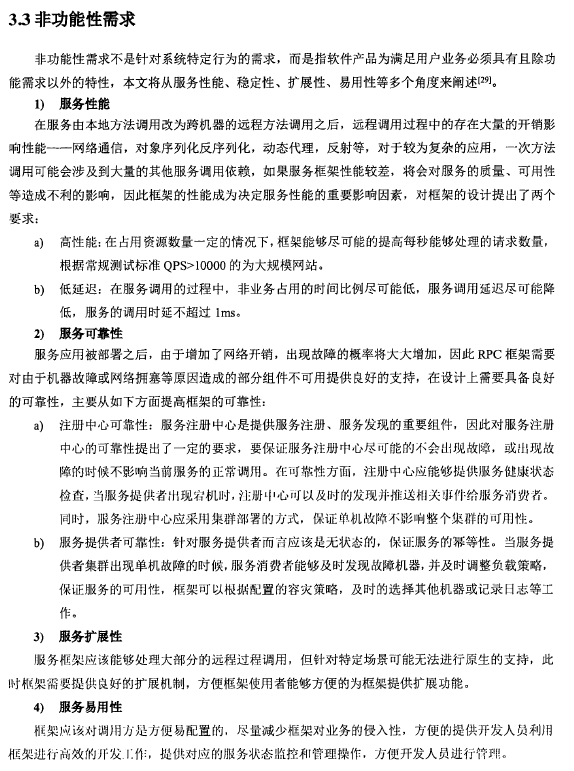 3.3 非功能性需求
非功能性需求不是针对系统特定行为的需求，而是指软件产品为满足用户业务必须具有且除功
能需求以外的特性，本文将从服务性能、稳定性、扩展性、易用性等多个角度来阐述[29]。
1) 服务性能
在服务由本地方法调用改为跨机器的远程方法调用之后，远程调用过程中的存在大量的开销影
响性能——网络通信，对象序列化反序列化，动态代理，反射等，对于较为复杂的应用，一次方法
调用可能会涉及到大量的其他服务调用依赖，如果服务框架性能较差，将会对服务的质量、可用性
等造成不利的影响，因此框架的性能成为决定服务性能的重要影响因素，对框架的设计提出了两个
要求：
a) 高性能：在占用资源数量一定的情况下，框架能够尽可能的提高每秒能够处理的请求数量，
根据常规测试标准 QPS>10000 的为大规模网站。
b) 低延迟：在服务调用的过程中，非业务占用的时间比例尽可能低，服务调用延迟尽可能降
低，服务的调用时延不超过 1ms。
2) 服务可靠性
服务应用被部署之后，由于增加了网络开销，出现故障的概率将大大增加，因此 RPC 框架需要
对由于机器故障或网络拥塞等原因造成的部分组件不可用提供良好的支持，在设计上需要具备良好
的可靠性，主要从如下方面提高框架的可靠性：
a) 注册中心可靠性：服务注册中心是提供服务注册、服务发现的重要组件，因此对服务注册
中心的可靠性提出了一定的要求，要保证服务注册中心尽可能的不会出现故障，或出现故
障的时候不影响当前服务的正常调用。在可靠性方面，注册中心应能够提供服务健康状态
检查，当服务提供者出现宕机时，注册中心可以及时的发现并推送相关事件给服务消费者。
同时，服务注册中心应采用集群部署的方式，保证单机故障不影响整个集群的可用性。
b) 服务提供者可靠性：针对服务提供者而言应该是无状态的，保证服务的幂等性。当服务提
供者集群出现单机故障的时候，服务消费者能够及时发现故障机器，并及时调整负载策略，
保证服务的可用性，框架可以根据配置的容灾策略，及时的选择其他机器或记录日志等工
作。
3) 服务扩展性
服务框架应该能够处理大部分的远程过程调用，但针对特定场景可能无法进行原生的支持，此
时框架需要提供良好的扩展机制，方便框架使用者能够方便的为框架提供扩展功能。
4) 服务易用性
框架应该对调用方是方便易配置的，尽量减少框架对业务的侵入性，方便的提供开发人员利用
框架进行高效的开发工作，提供对应的服务状态监控和管理操作，方便开发人员进行管理。